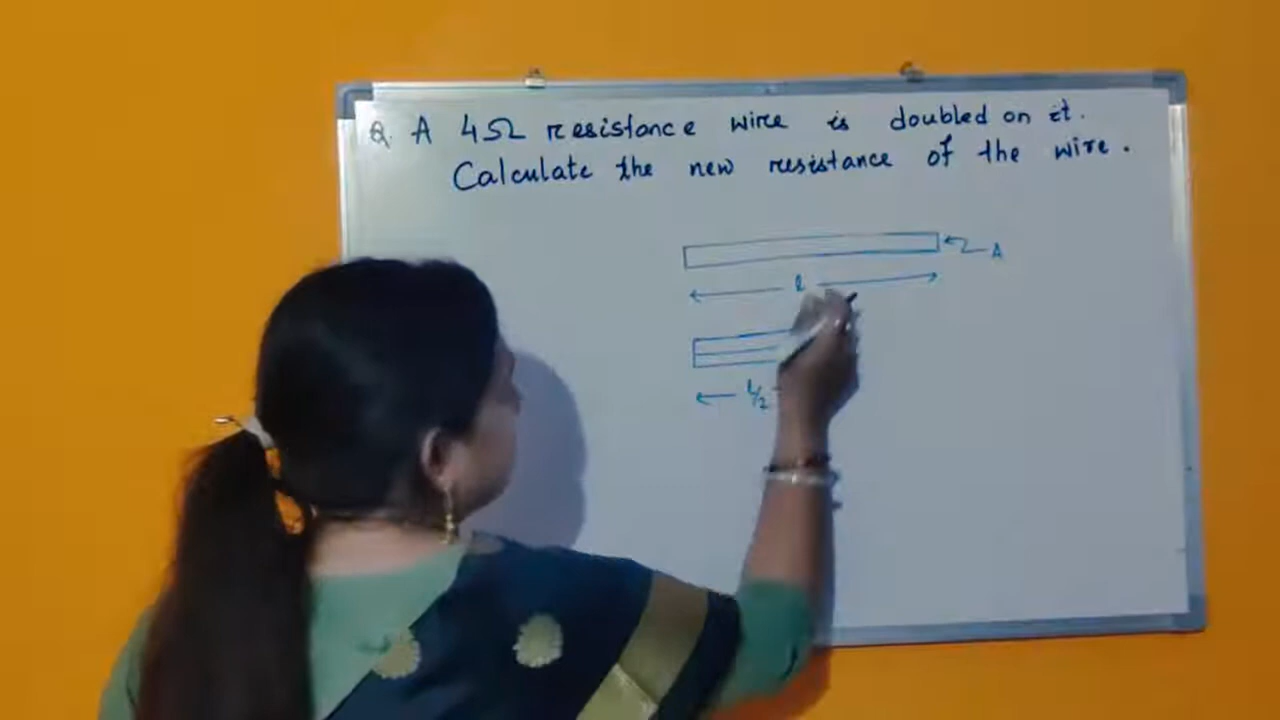 Q. A 4Ω resistance wire is doubled on it.
Calculate the new resistance of the wire.
A
l
l/2